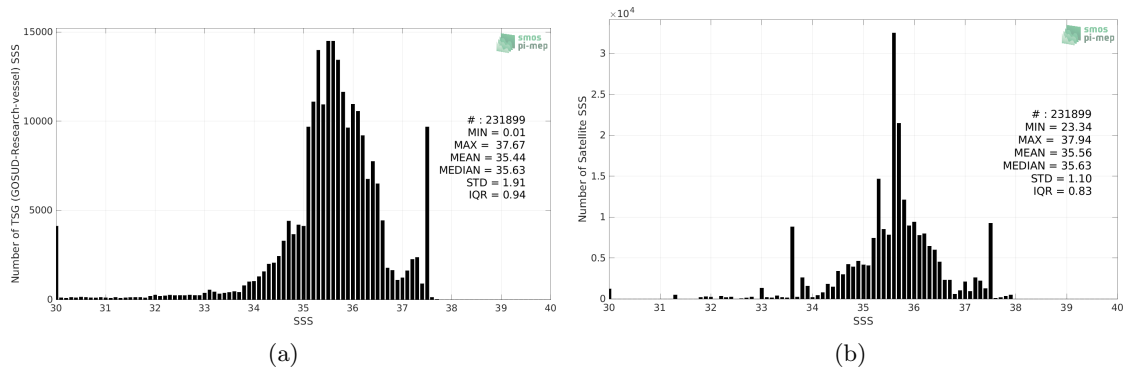 15000
10000
5000
0
30 31 32 33 34 35 36 37 38 39 40
Number of TSG (GOSUD-Research-vessel) SSS
SSS
smos
pi-mep
# : 231899
MIN = 0.01
MAX = 37.67
MEAN = 35.44
MEDIAN = 35.63
STD = 1.91
IQR = 0.94
(a)
×10⁴
3
2.5
2
1.5
1
0.5
0
30 31 32 33 34 35 36 37 38 39 40
Number of Satellite SSS
SSS
smos
pi-mep
# : 231899
MIN = 23.34
MAX = 37.94
MEAN = 35.56
MEDIAN = 35.63
STD = 1.10
IQR = 0.83
(b)